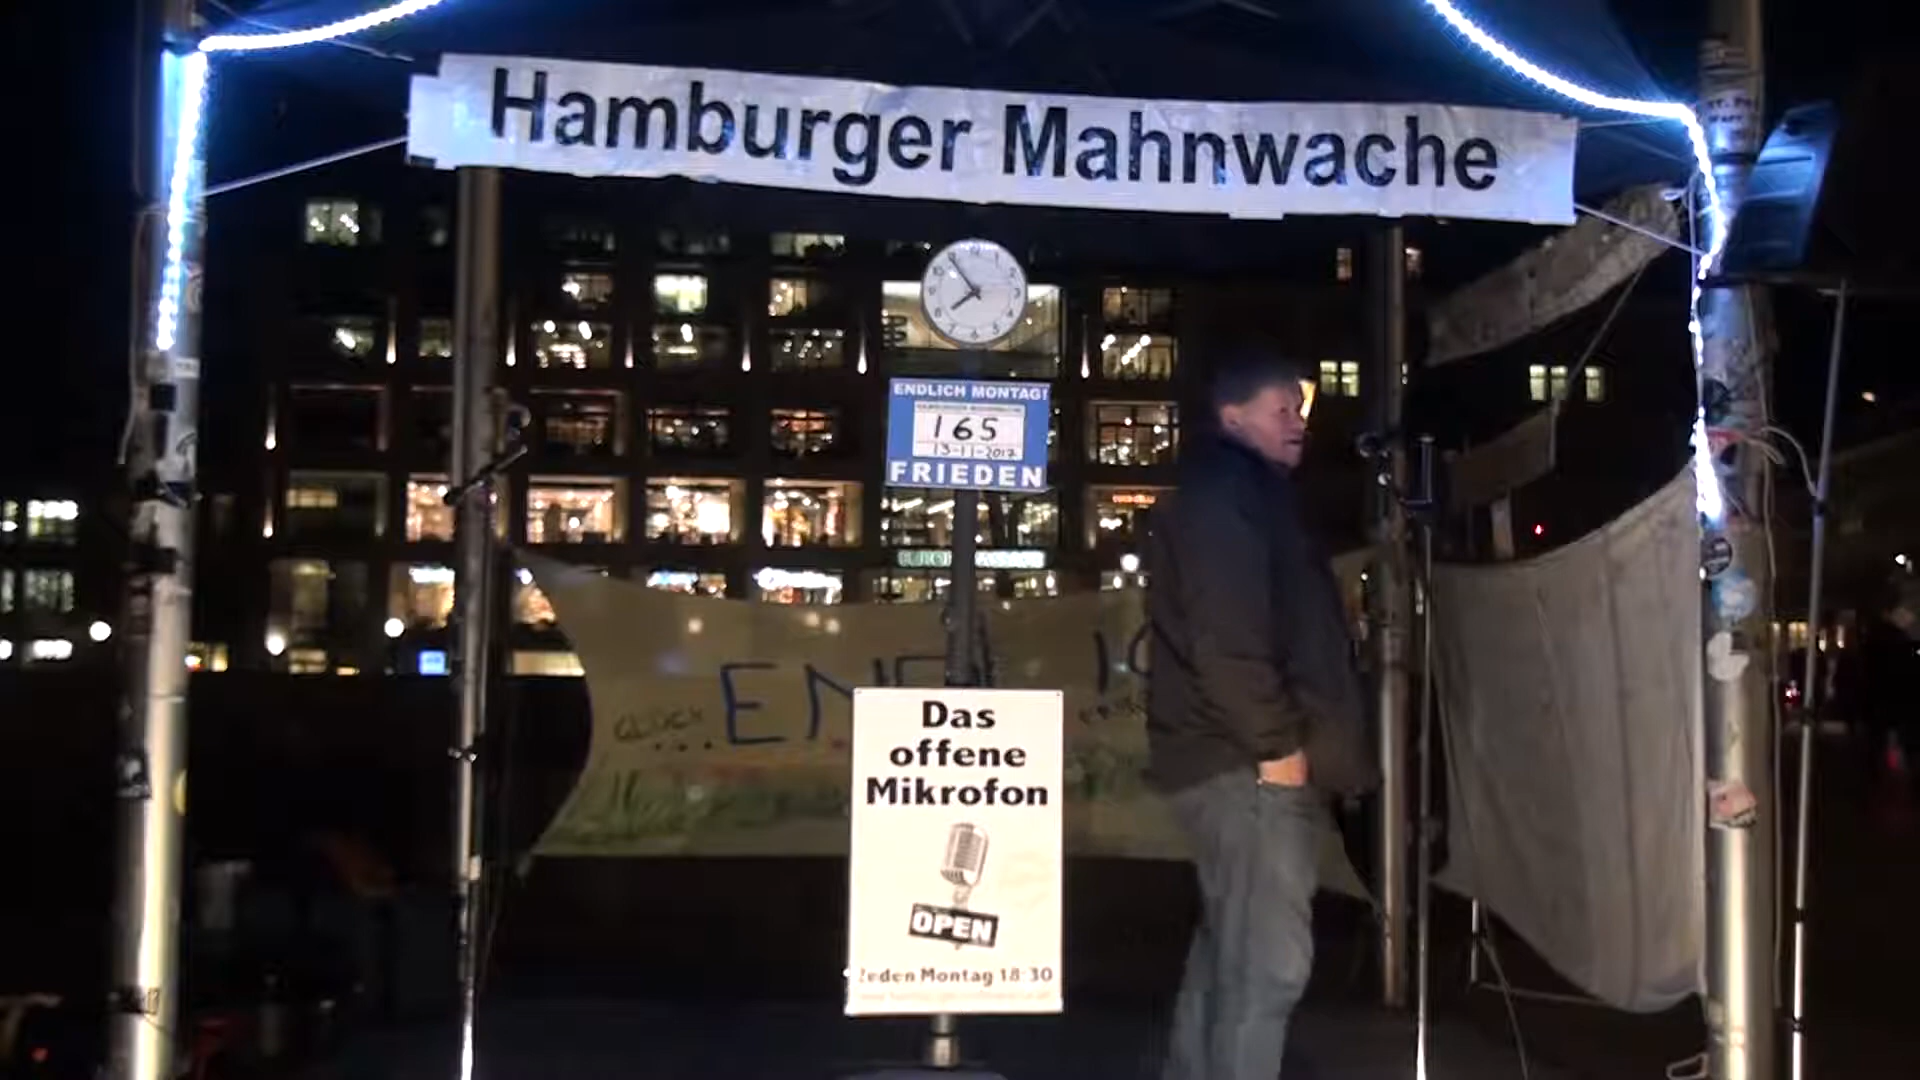 Hamburger Mahnwache
ENDLICH MONTAG!
165
13-11-2017
FRIEDEN
Das
offene
Mikrofon
OPEN
Jeden Montag 18:30